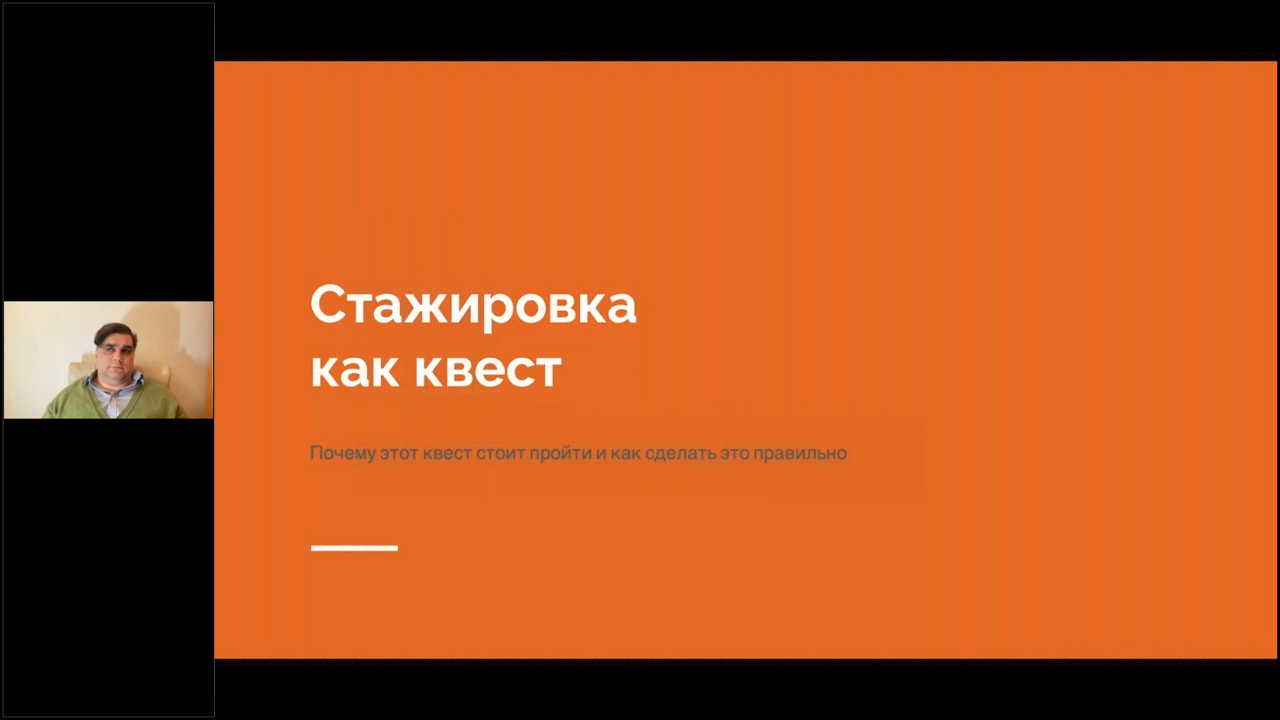 Стажировка
как квест
Почему этот квест стоит пройти и как сделать это правильно